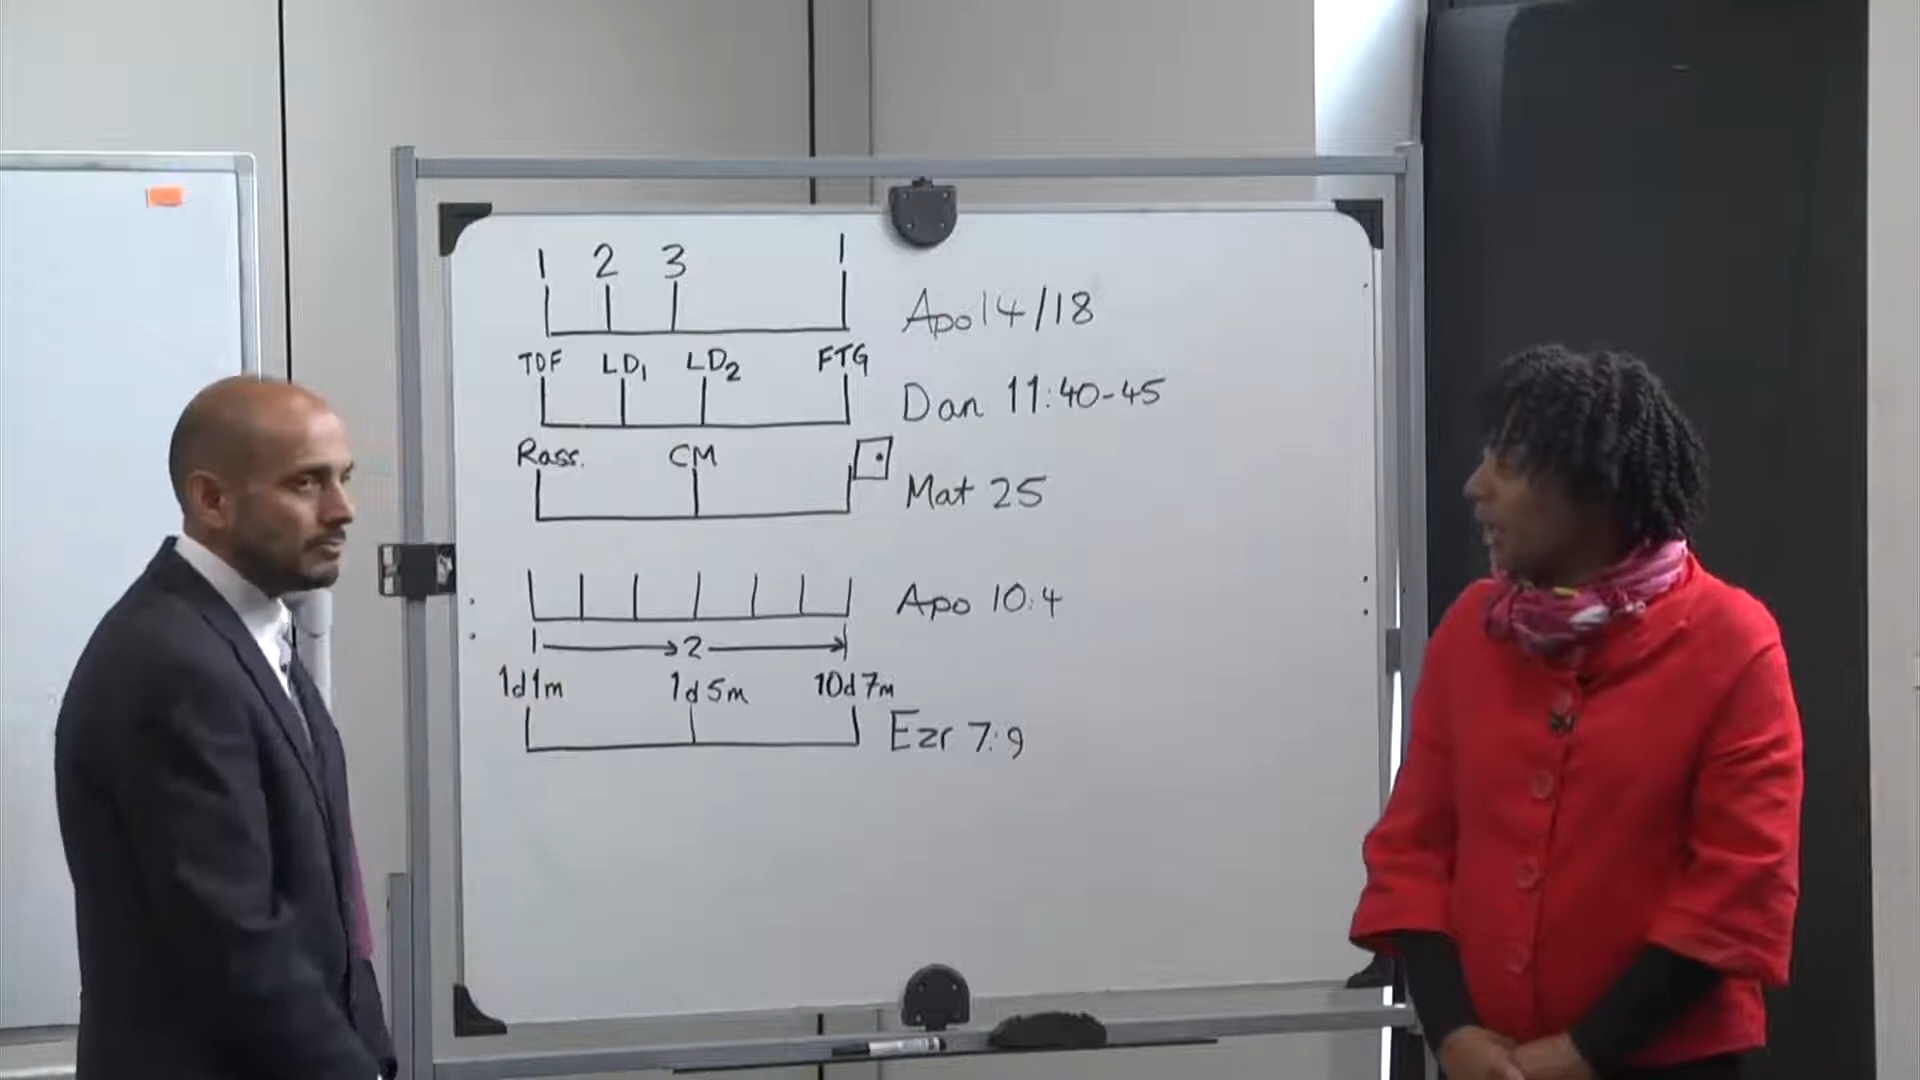 1 2 3 1
Apo 14/18
TDF LD1 LD2 FTG
Dan 11:40-45
Rass. CM
Mat 25
Apo 10:4
1 2
1d1m 1d5m 10d7m
Ezr 7:9